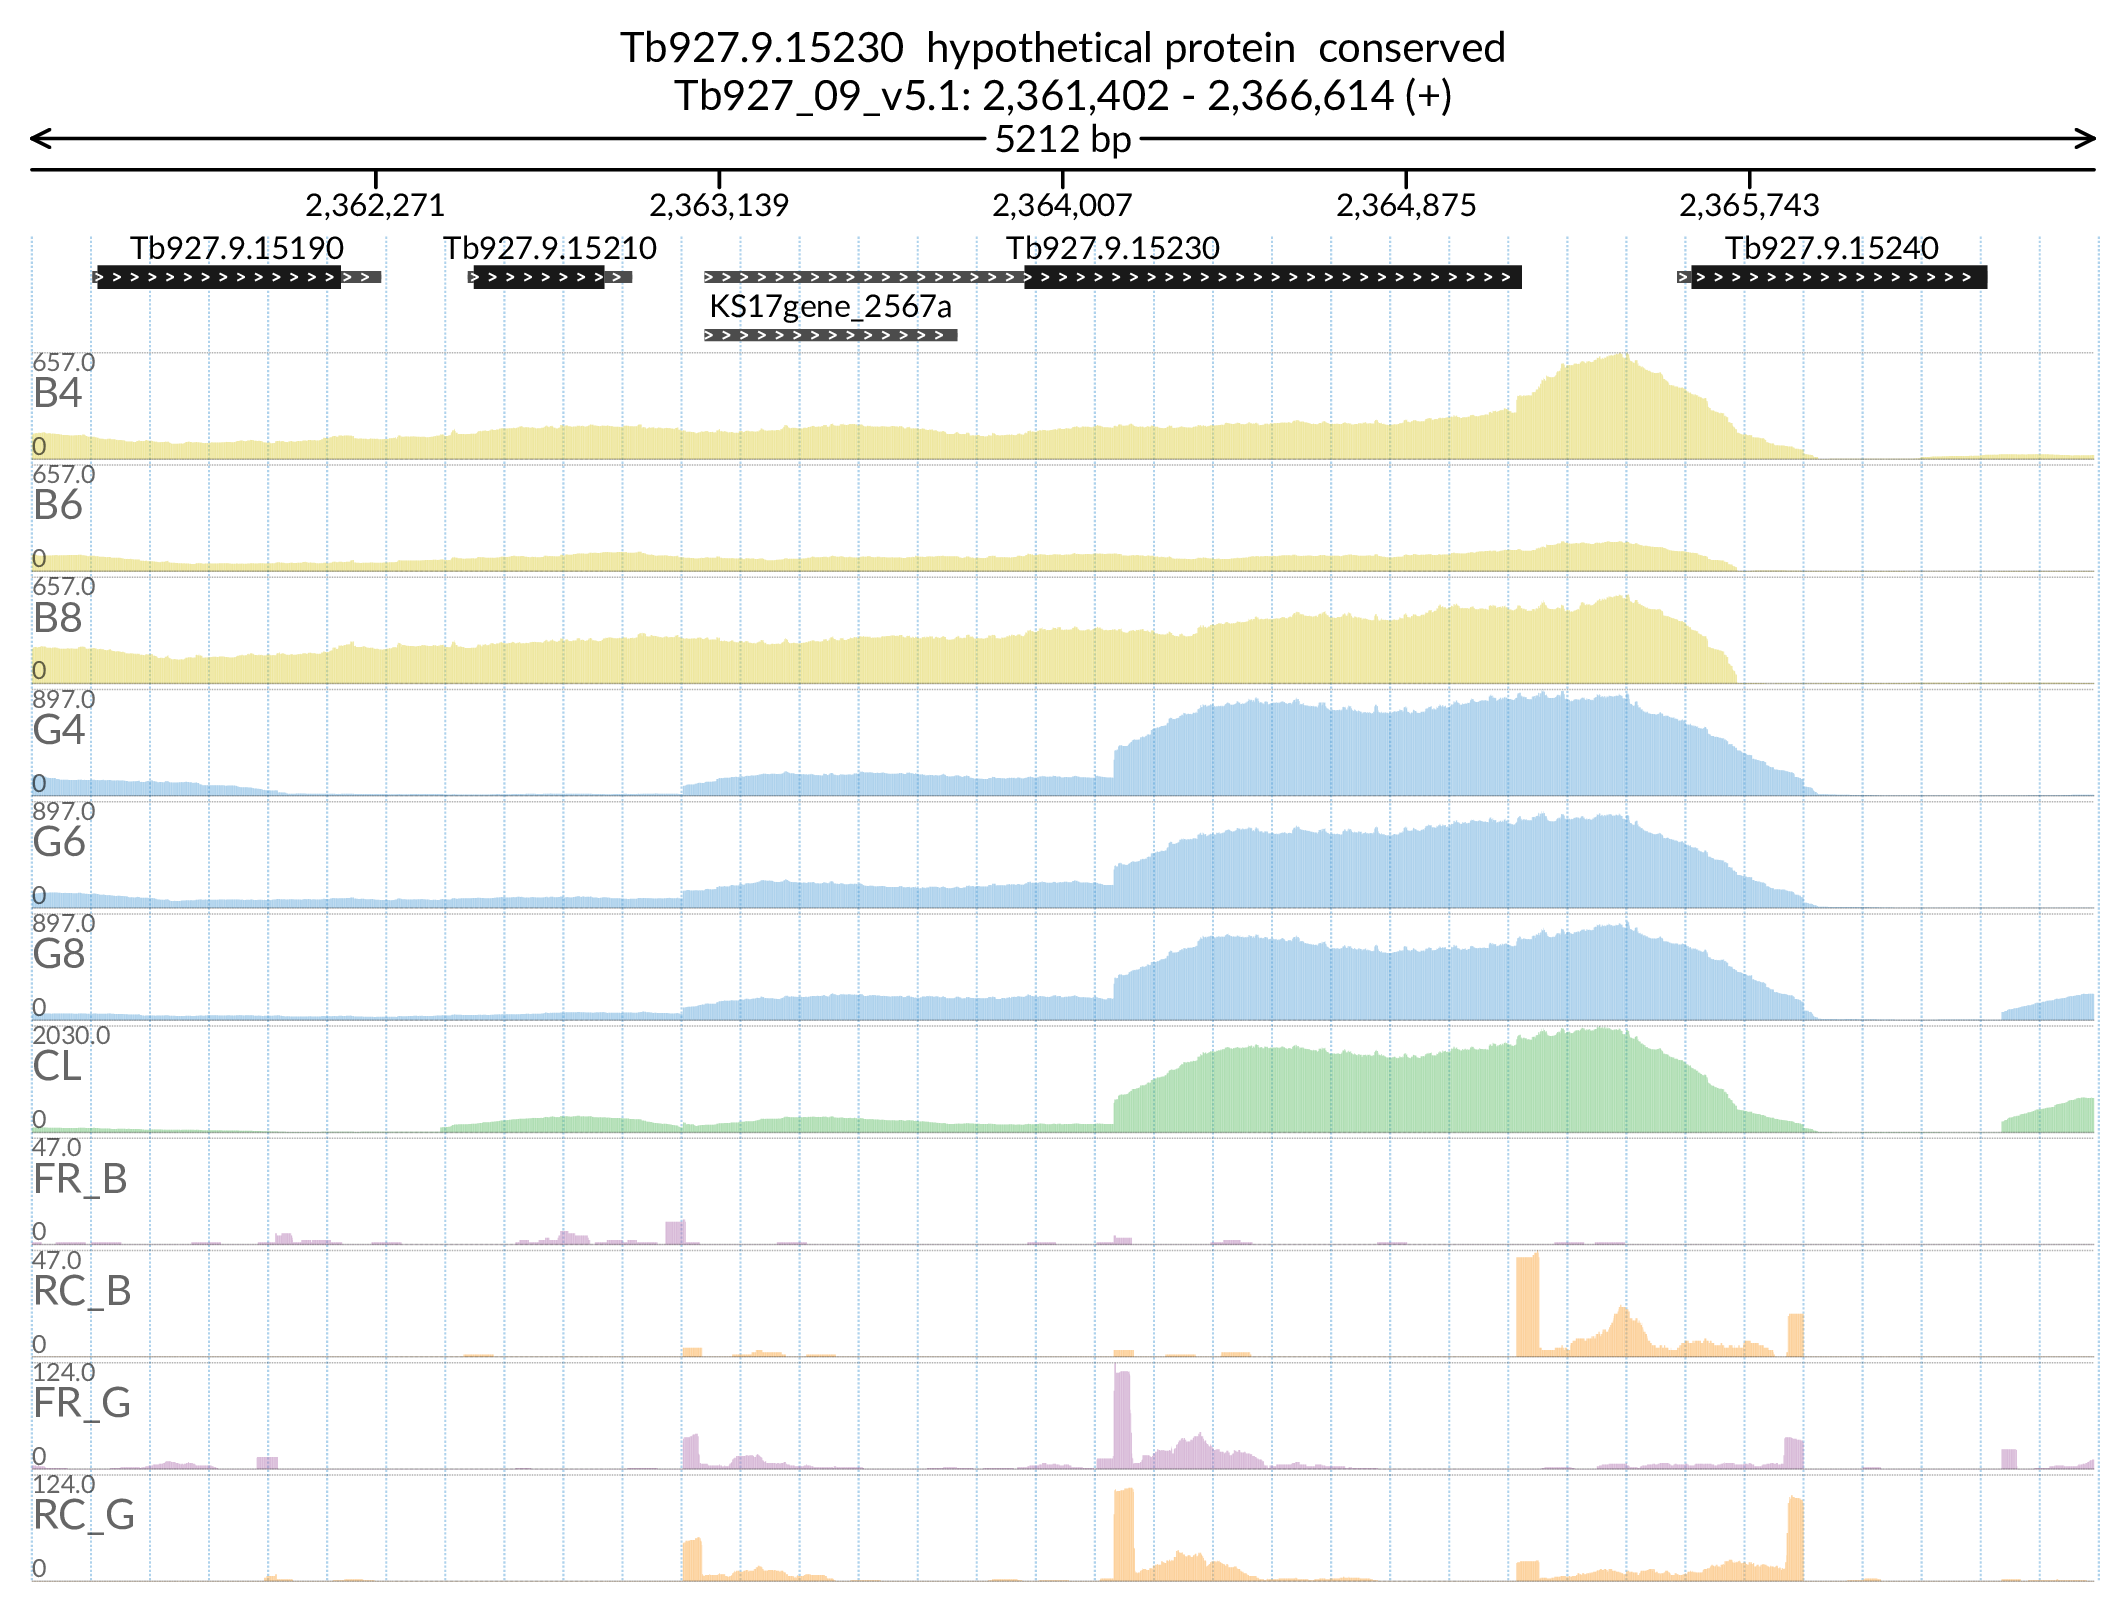 Tb927.9.15230  hypothetical protein  conserved
Tb927_09_v5.1: 2,361,402 - 2,366,614 (+)
5212 bp
2,362,271 2,363,139 2,364,007 2,364,875 2,365,743
Tb927.9.15190 Tb927.9.15210 Tb927.9.15230 Tb927.9.15240
KS17gene_2567a
657.0
B4
0
657.0
B6
0
657.0
B8
0
897.0
G4
0
897.0
G6
0
897.0
G8
0
2030.0
CL
0
47.0
FR_B
0
47.0
RC_B
0
124.0
FR_G
0
124.0
RC_G
0